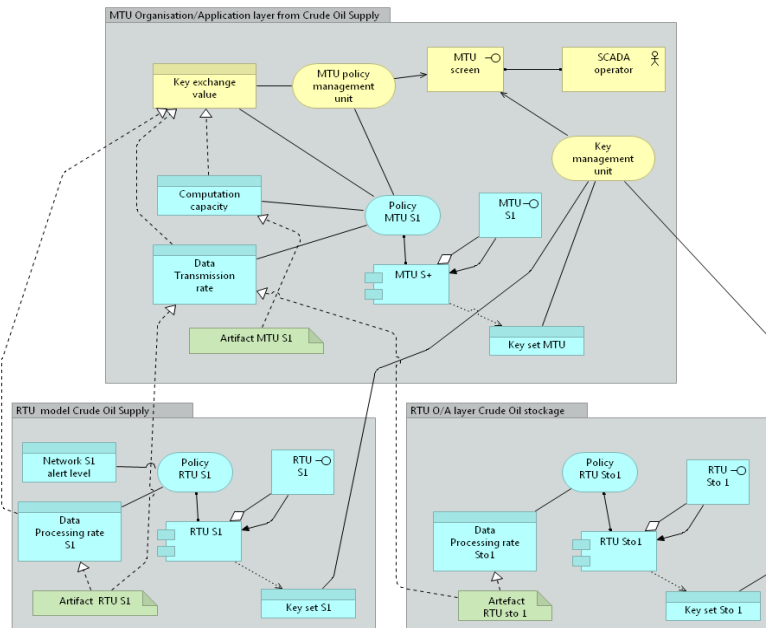 MTU Organisation/Application layer from Crude Oil Supply
Key exchange
value
MTU policy
management
unit
MTU
screen
SCADA
operator
Key
management
unit
Computation
capacity
Policy
MTU S1
MTU
S1
Data
Transmission
rate
MTU S+
Artifact MTU S1
Key set MTU
RTU model Crude Oil Supply
Network S1
alert level
Policy
RTU S1
RTU
S1
Data
Processing rate
S1
RTU S1
Artifact RTU S1
Key set S1
RTU O/A layer Crude Oil stockage
Policy
RTU Sto1
RTU
Sto 1
Data
Processing rate
Sto1
RTU Sto1
Artefact
RTU sto 1
Key set Sto 1